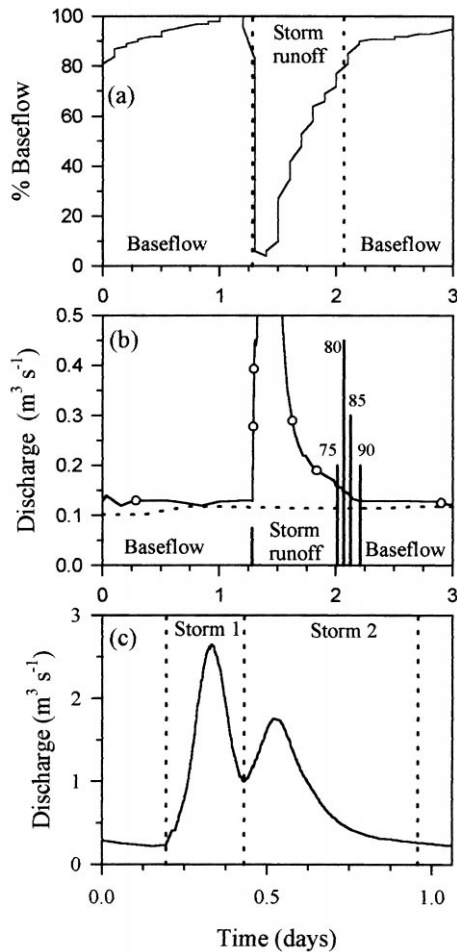 100
Storm
runoff
80
(a)
60
% Baseflow
40
20
Baseflow
Baseflow
0
0 1 2 3
0.5
(b)
80
0.4
85
0.3
Discharge (m³ s⁻¹)
75
90
0.2
0.1
Storm
Baseflow
runoff
Baseflow
0.0
0 1 2 3
3
Storm 1
Storm 2
(c)
2
Discharge (m³ s⁻¹)
1
0
0.0 0.5 1.0
Time (days)